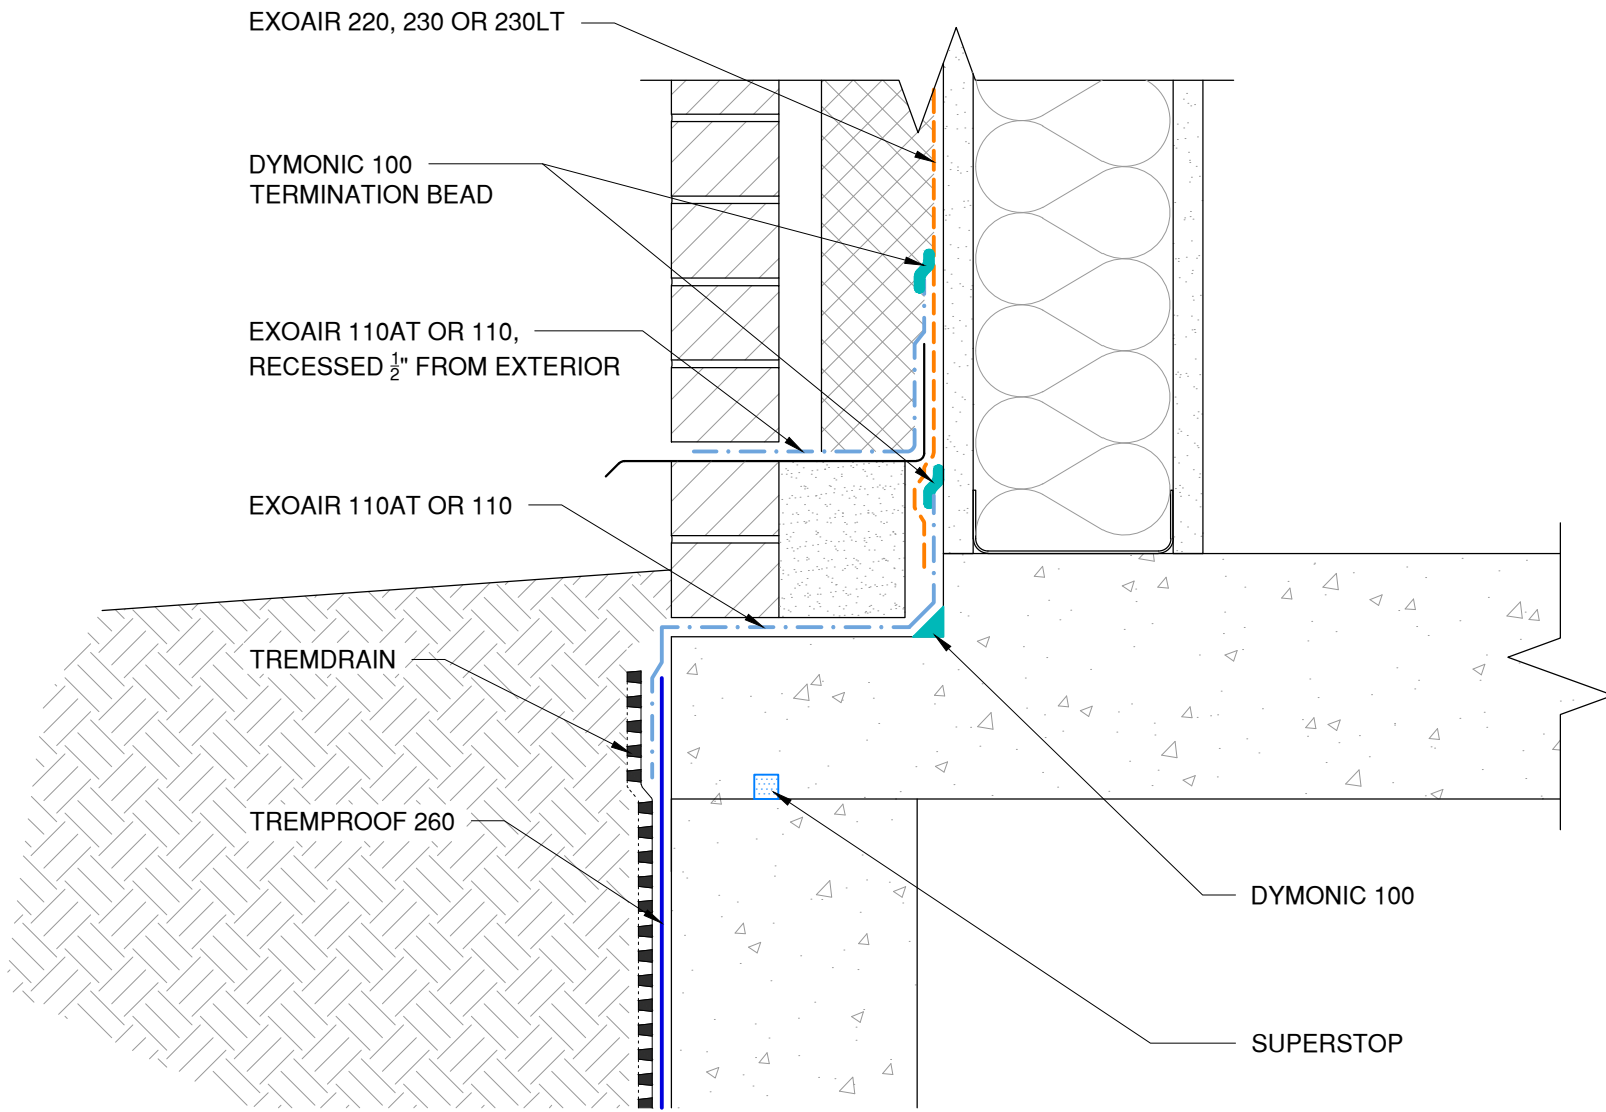 EXOAIR 220, 230 OR 230LT
DYMONIC 100
TERMINATION BEAD
EXOAIR 110AT OR 110,
RECESSED 1/2" FROM EXTERIOR
EXOAIR 110AT OR 110
TREMDRAIN
TREMPROOF 260
DYMONIC 100
SUPERSTOP